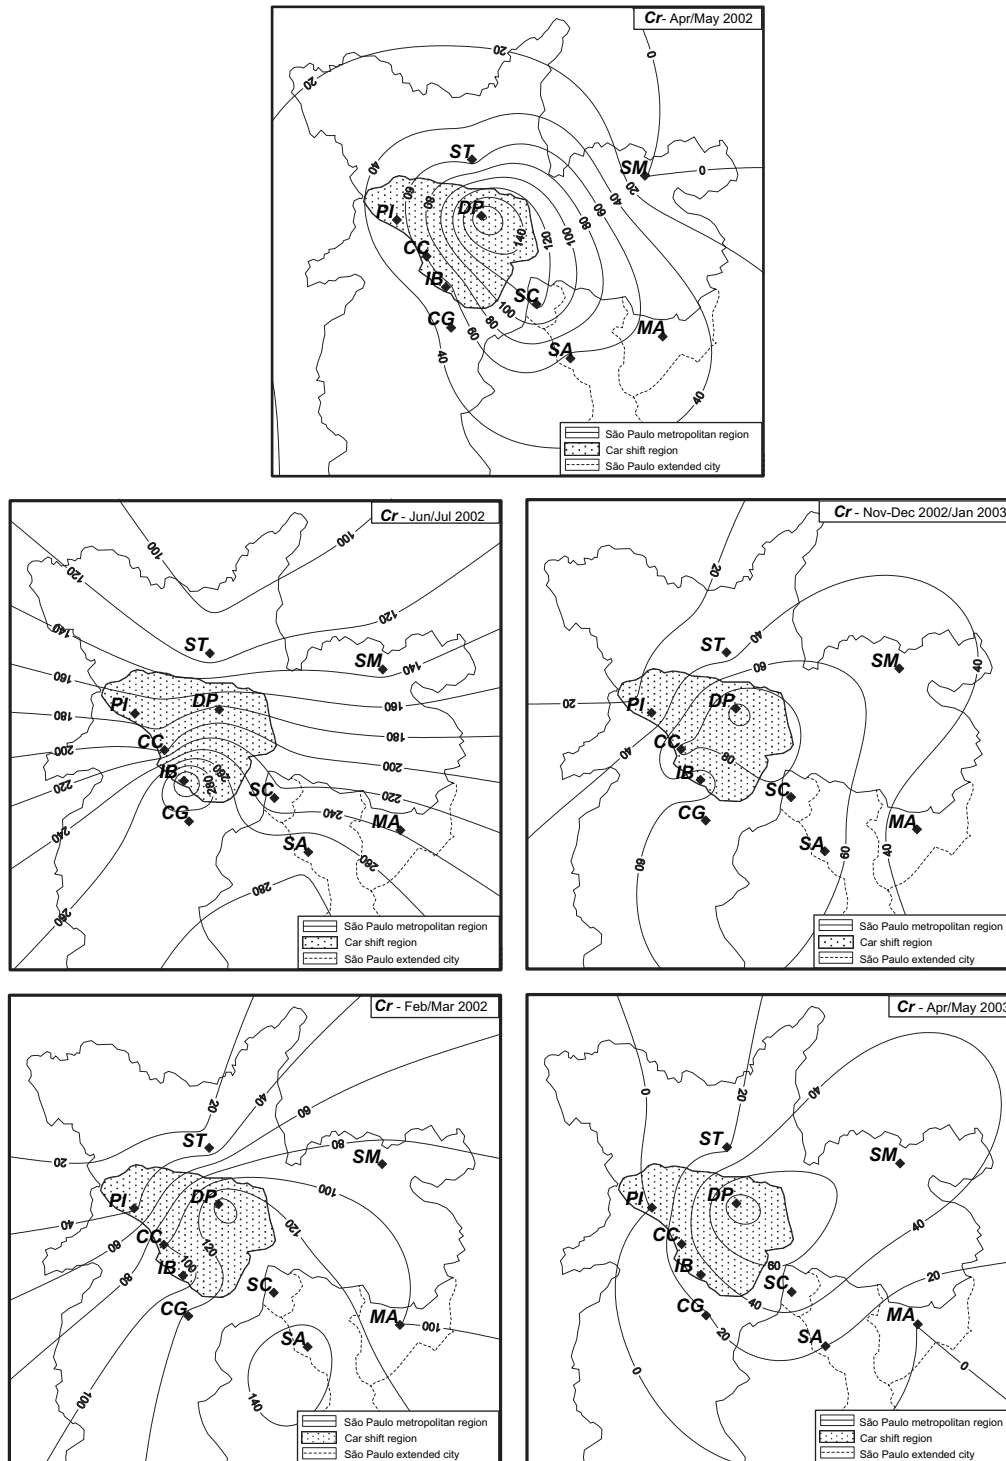 Cr- Apr/May 2002
20
0
20
ST
40
SM
0
20
60
80
40
PI
DP
60
80
100
120
140
CC
IB
SC
100
CG
80
60
MA
SA
40
40
São Paulo metropolitan region
Car shift region
São Paulo extended city
Cr - Jun/Jul 2002
100
100
120
120
140
ST
SM
140
160
160
PI
DP
180
180
CC
200
200
IB
260
280
220
SC
220
CG
240
240
MA
SA
260
280
260
São Paulo metropolitan region
Car shift region
São Paulo extended city
Cr - Nov-Dec 2002/Jan 2003
20
ST
40
60
SM
40
20
PI
DP
40
CC
80
IB
SC
CG
MA
SA
60
60
40
São Paulo metropolitan region
Car shift region
São Paulo extended city
Cr - Feb/Mar 2002
20
40
60
ST
80
20
SM
100
PI
DP
40
120
60
CC
120
100
80
IB
SC
CG
MA
100
SA
100
140
São Paulo metropolitan region
Car shift region
São Paulo extended city
Cr - Apr/May 2003
0
20
40
ST
SM
PI
DP
40
CC
60
IB
SC
20
40
CG
MA
20
SA
0
0
São Paulo metropolitan region
Car shift region
São Paulo extended city